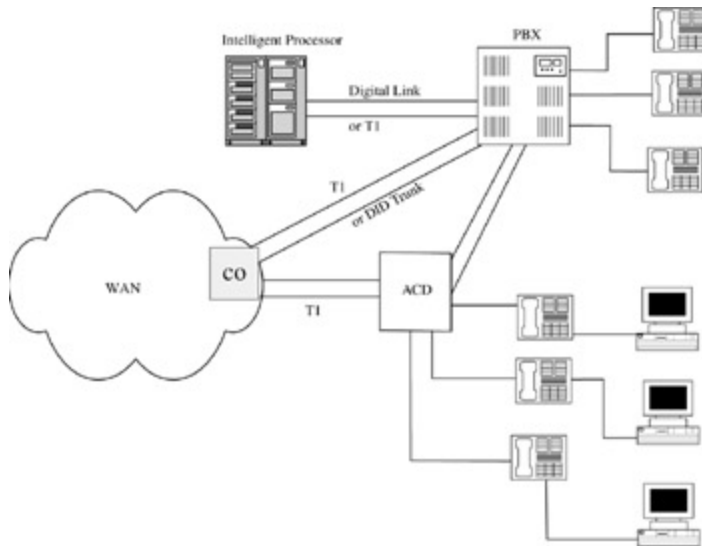 PBX
Intelligent Processor
Digital Link
or T1
T1
or DID Trunk
CO
WAN
ACD
T1